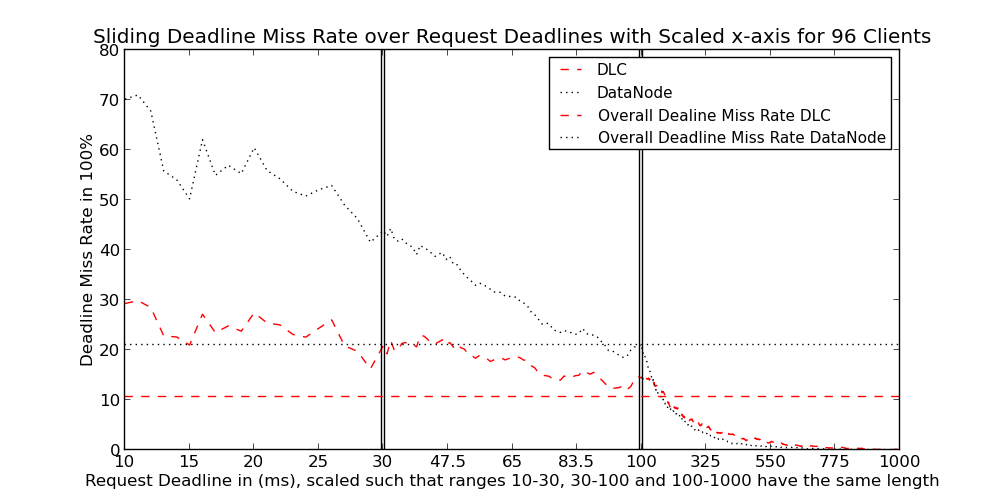 Sliding Deadline Miss Rate over Request Deadlines with Scaled x-axis for 96 Clients
DLC
DataNode
Overall Dealine Miss Rate DLC
Overall Deadline Miss Rate DataNode
Deadline Miss Rate in 100%
80
70
60
50
40
30
20
10
0
10 15 20 25 30 47.5 65 83.5 100 325 550 775 1000
Request Deadline in (ms), scaled such that ranges 10-30, 30-100 and 100-1000 have the same length